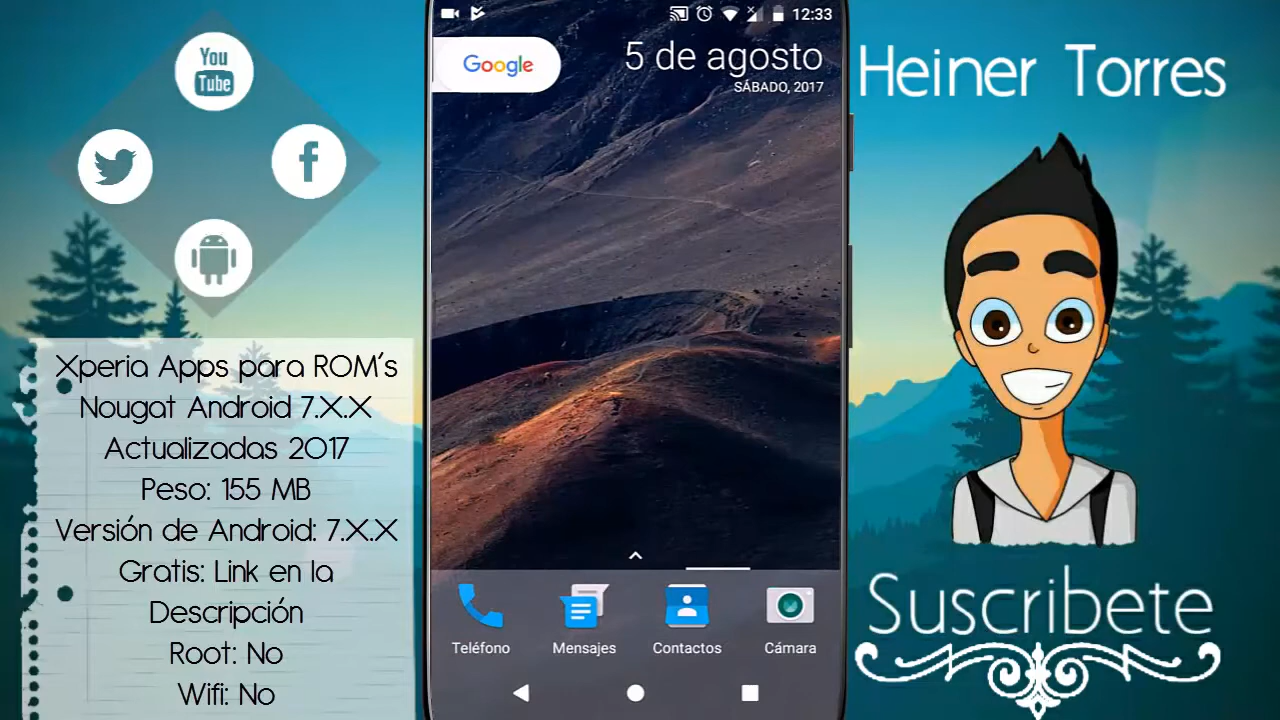 You
Tube
Xperia Apps para ROM's
Nougat Android 7.X.X
Actualizadas 2017
Peso: 155 MB
Versión de Android: 7.X.X
Gratis: Link en la
Descripción
Root: No
Wifi: No
12:33
Google
5 de agosto
SÁBADO, 2017
Teléfono
Mensajes
Contactos
Cámara
Heiner Torres
Suscribete